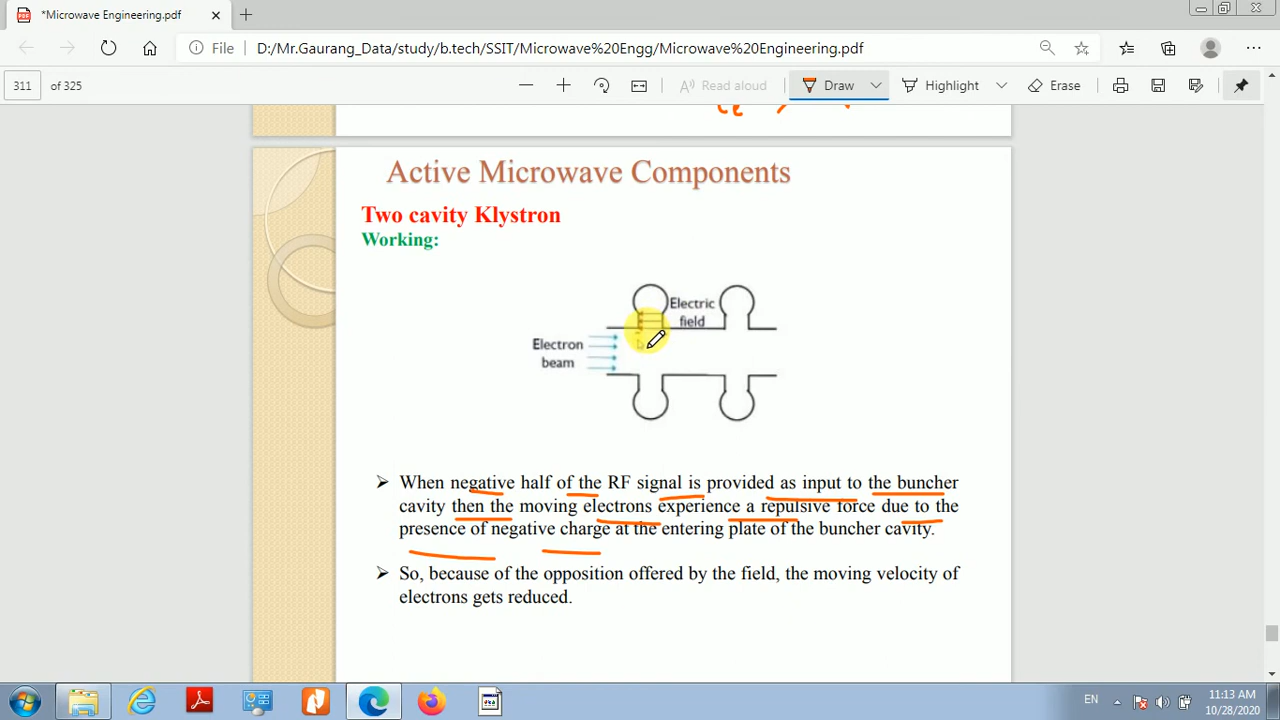 *Microwave Engineering.pdf
File
D:/Mr.Gaurang_Data/study/b.tech/SSIT/Microwave%20Engg/Microwave%20Engineering.pdf
311 of 325
Read aloud
Draw
Highlight
Erase
Active Microwave Components
Two cavity Klystron
Working:
Electric
field
Electron
beam
➢ When negative half of the RF signal is provided as input to the buncher
cavity then the moving electrons experience a repulsive force due to the
presence of negative charge at the entering plate of the buncher cavity.
➢ So, because of the opposition offered by the field, the moving velocity of
electrons gets reduced.
EN
11:13 AM
10/28/2020